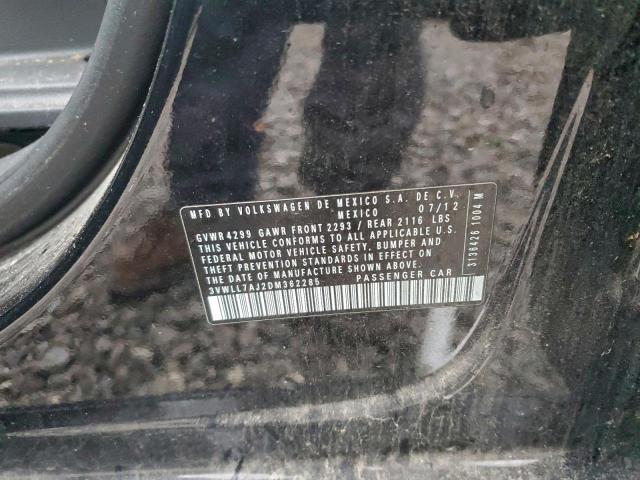 MFD BY VOLKSWAGEN DE MEXICO S.A. DE C.V.
MEXICO 07/12
GVWR 4299 GAWR FRONT 2293 / REAR 2116 LBS
THIS VEHICLE CONFORMS TO ALL APPLICABLE U.S.
FEDERAL MOTOR VEHICLE SAFETY, BUMPER AND
THEFT PREVENTION STANDARDS IN EFFECT ON
THE DATE OF MANUFACTURE SHOWN ABOVE.
3VWLL7AJ2DM362285 PASSENGER CAR
3T36426 1004 M